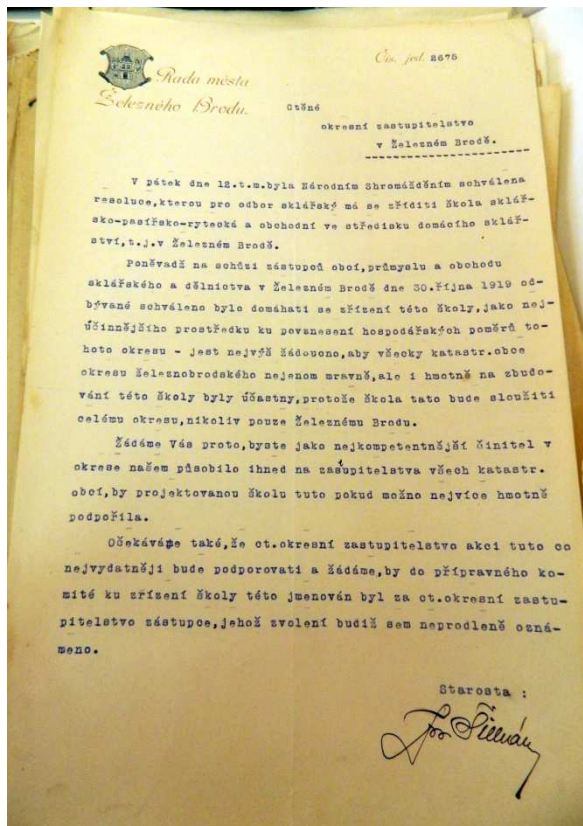 Čís. jed. 2675
Rada města
Železného Brodu.
Ctěné
okresní zastupitelstvo
v Železném Brodě.
V pátek dne 12.t.m.byla Národním Shromážděním schválena
resoluce,kterou pro odbor sklářský má se zříditi škola sklář-
sko-pasířsko-rytecká a obchodní ve středisku domácího sklář-
ství,t.j.v Železném Brodě.
Poněvadž na schůzi zástupců obcí,průmyslu a obchodu
sklářského a dělnictva v Železném Brodě dne 30.října 1919 od-
bývané schváleno bylo domáhati se zřízení této školy,jako nej-
účinnějšího prostředku ku povznesení hospodářských poměrů to-
hoto okresu - jest nejvýš žádoucno,aby všecky katastr.obce
okresu železnobrodského nejenom mravně,ale i hmotně na zbudo-
vání této školy byly účastny,protože škola tato bude sloužiti
celému okresu,nikoliv pouze Železnému Brodu.
Žádáme Vás proto,byste jako nejkompetentnější činitel v
okrese našem působilo ihned na zasupitelstva všech katastr.
obcí,by projektovanou školu tuto pokud možno nejvíce hmotně
podpořila.
Očekáváme také,že ct.okresní zastupitelstvo akci tuto co
nejvydatněji bude podporovati a žádáme,by do přípravného ko-
mité ku zřízení školy této jmenován byl za ct.okresní zastu-
pitelstvo zástupce,jehož zvolení budiž sem neprodleně ozná-
meno.
Starosta :